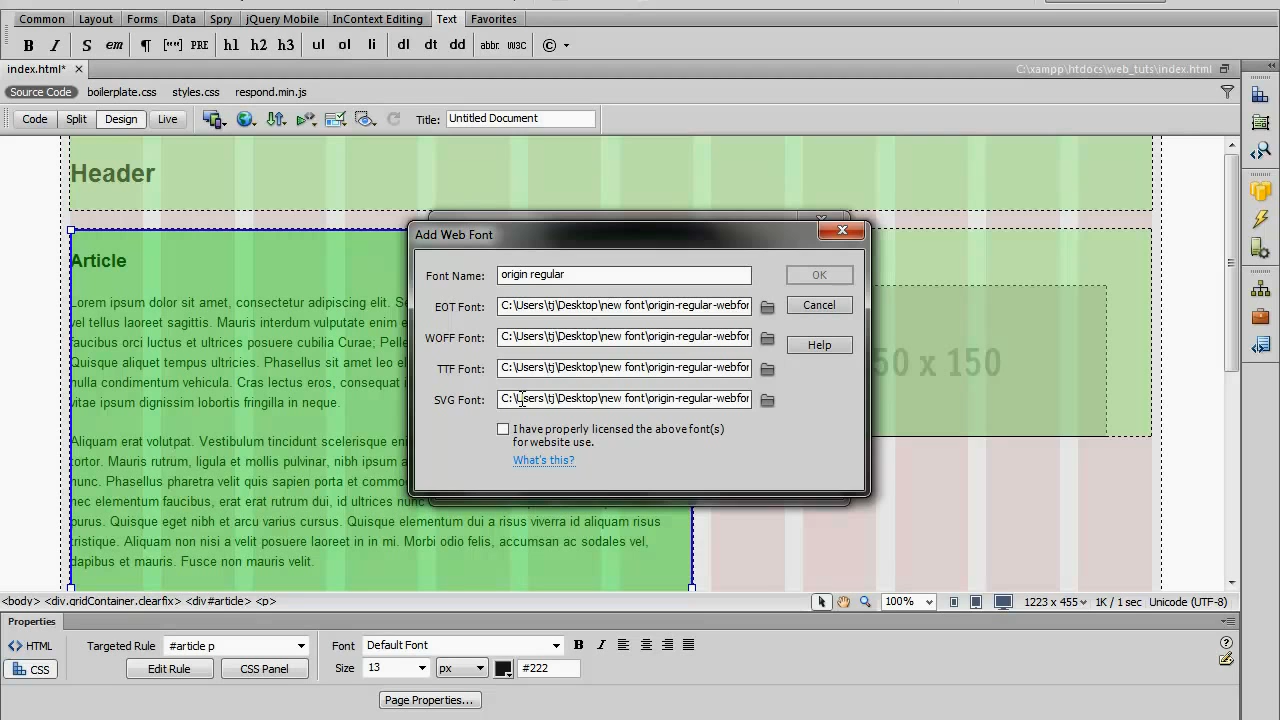 Common Layout Forms Data Spry jQuery Mobile InContext Editing Text Favorites
B I S em ¶ [""] PRE h1 h2 h3 ul ol li dl dt dd abbr. W3C ©
index.html* C:\xampp\htdocs\web_tuts\index.html
Source Code boilerplate.css styles.css respond.min.js
Code Split Design Live Title: Untitled Document
Header
Add Web Font
Font Name: origin regular OK
EOT Font: C:\Users\tj\Desktop\new font\origin-regular-webfor Cancel
WOFF Font: C:\Users\tj\Desktop\new font\origin-regular-webfor Help
TTF Font: C:\Users\tj\Desktop\new font\origin-regular-webfor
SVG Font: C:\Users\tj\Desktop\new font\origin-regular-webfor
I have properly licensed the above font(s)
for website use.
What's this?
Article
Lorem ipsum dolor sit amet, consectetur adipiscing elit.
vel tellus laoreet sagittis. Mauris interdum vulputate enim
faucibus orci luctus et ultrices posuere cubilia Curae;
Quisque aliquet tempus ultricies. Phasellus euismod
nulla condimentum vehicula. Cras lectus eros, consequat
vitae ipsum dignissim lobortis fringilla in neque.
50 x 150
Aliquam erat volutpat. Vestibulum tincidunt scelerisque
tortor. Mauris rutrum, ligula et mollis pulvinar, nibh
nunc. Phasellus pharetra velit quis sapien porta et
nec elementum faucibus, erat erat rutrum dui, id ultrices
purus. Quisque eget nibh et arcu varius cursus. Quisque elementum dui a risus viverra id aliquam risus
tristique. Aliquam non nisi a velit posuere laoreet in in mi. Morbi odio felis, accumsan ac sodales vel,
dapibus et mauris. Fusce non mauris velit.
<body> <div.gridContainer.clearfix> <div#article> <p> 100% 1223 x 455 1K / 1 sec Unicode (UTF-8)
Properties
<> HTML Targeted Rule #article p Font Default Font B I
CSS Edit Rule CSS Panel Size 13 px #222
Page Properties...